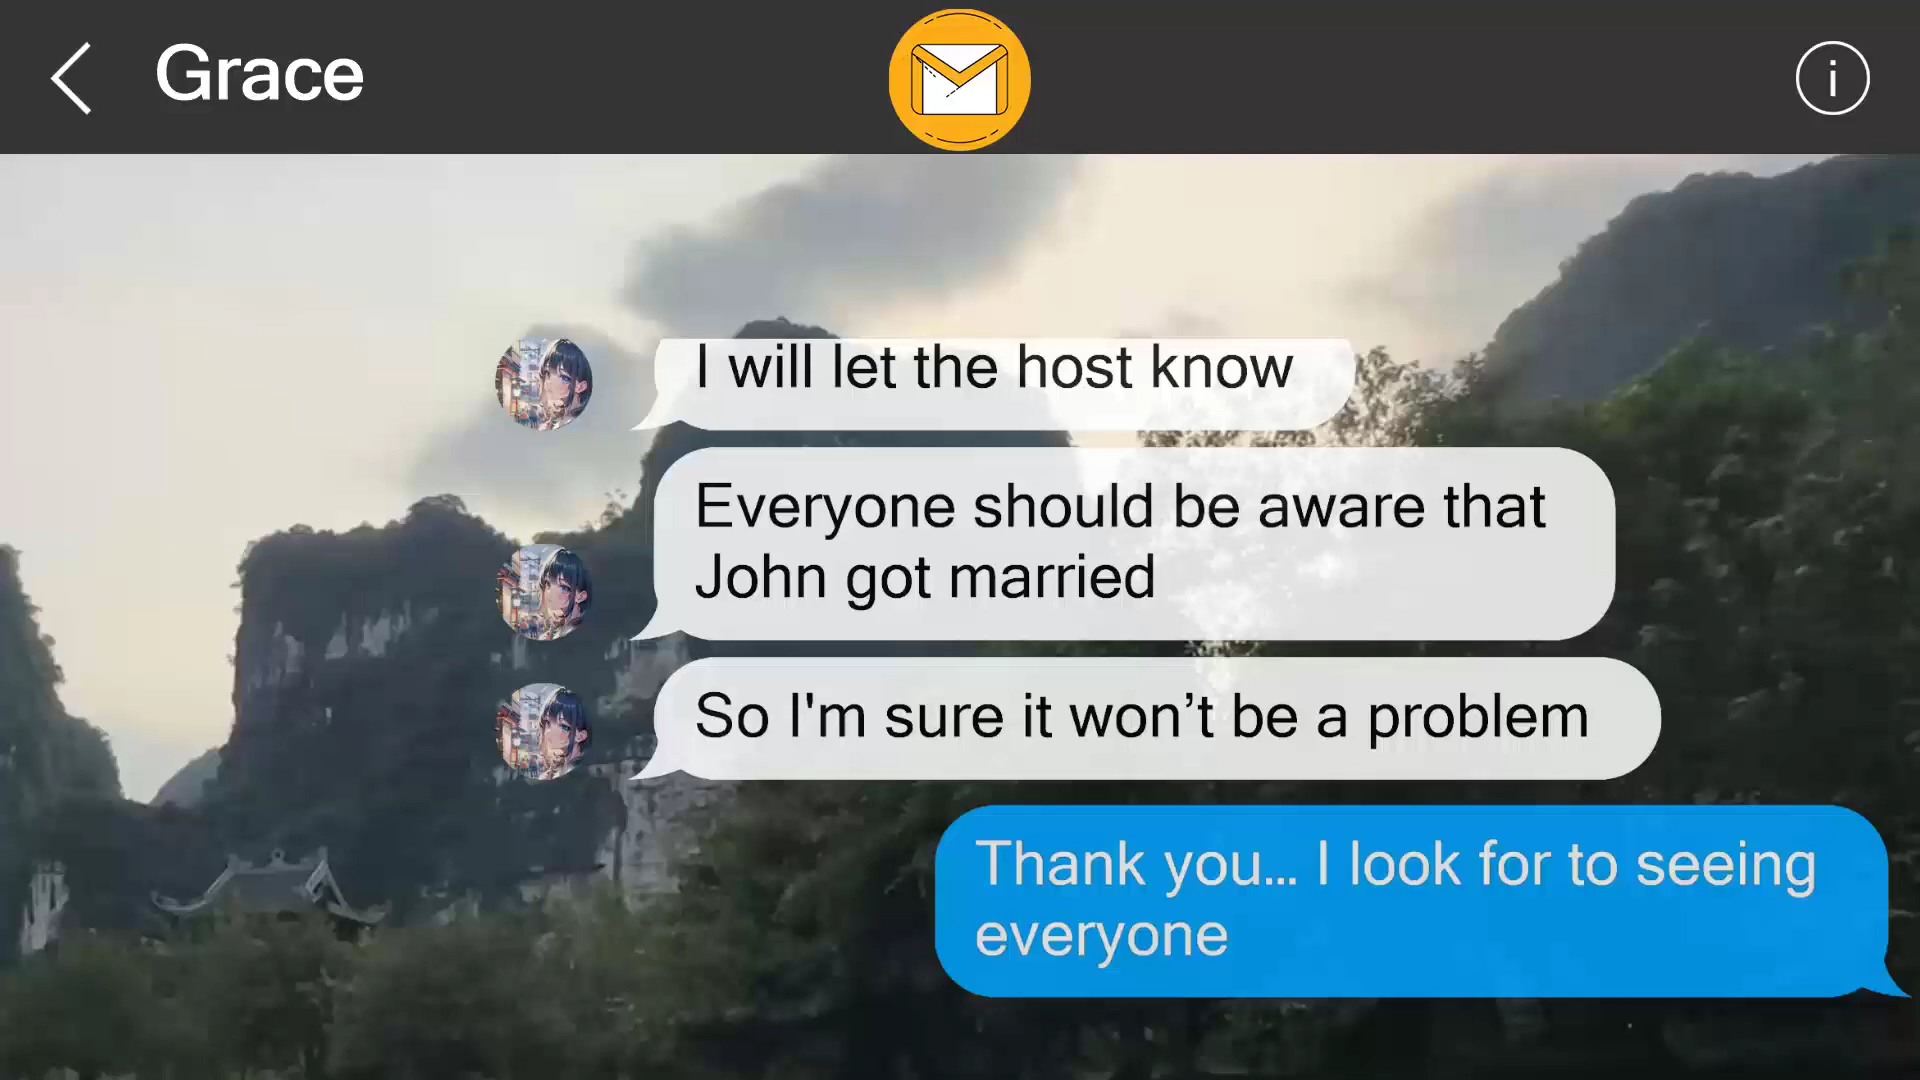 Grace
i
I will let the host know
Everyone should be aware that
John got married
So I'm sure it won’t be a problem
Thank you... I look for to seeing
everyone